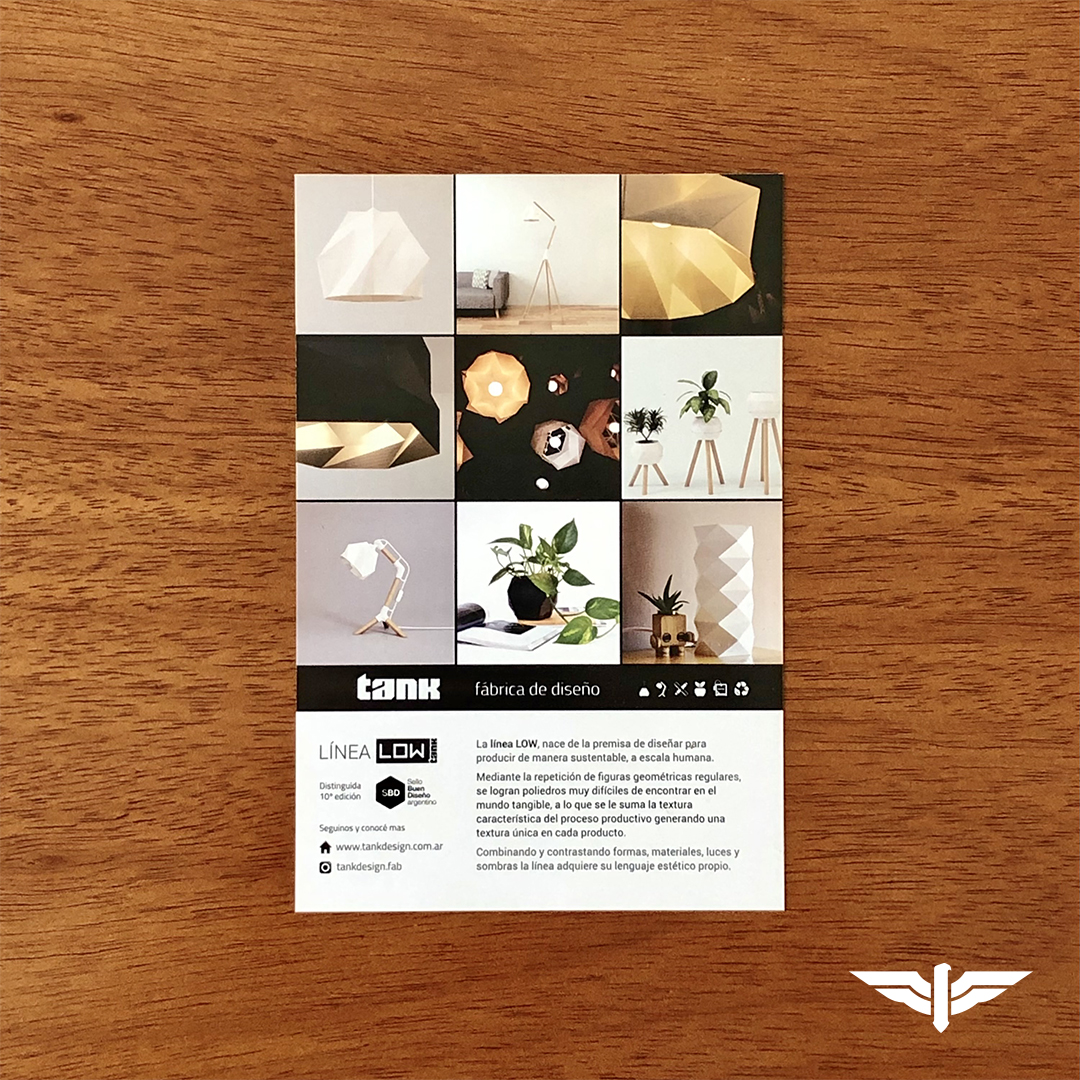 tank fábrica de diseño
LÍNEA LOW tank
Distinguida
10ª edición
SBD
Sello
Buen
Diseño
argentino
Seguinos y conocé mas
www.tankdesign.com.ar
tankdesign.fab
La línea LOW, nace de la premisa de diseñar para
producir de manera sustentable, a escala humana.
Mediante la repetición de figuras geométricas regulares,
se logran poliedros muy difíciles de encontrar en el
mundo tangible, a lo que se le suma la textura
característica del proceso productivo generando una
textura única en cada producto.
Combinando y contrastando formas, materiales, luces y
sombras la línea adquiere su lenguaje estético propio.